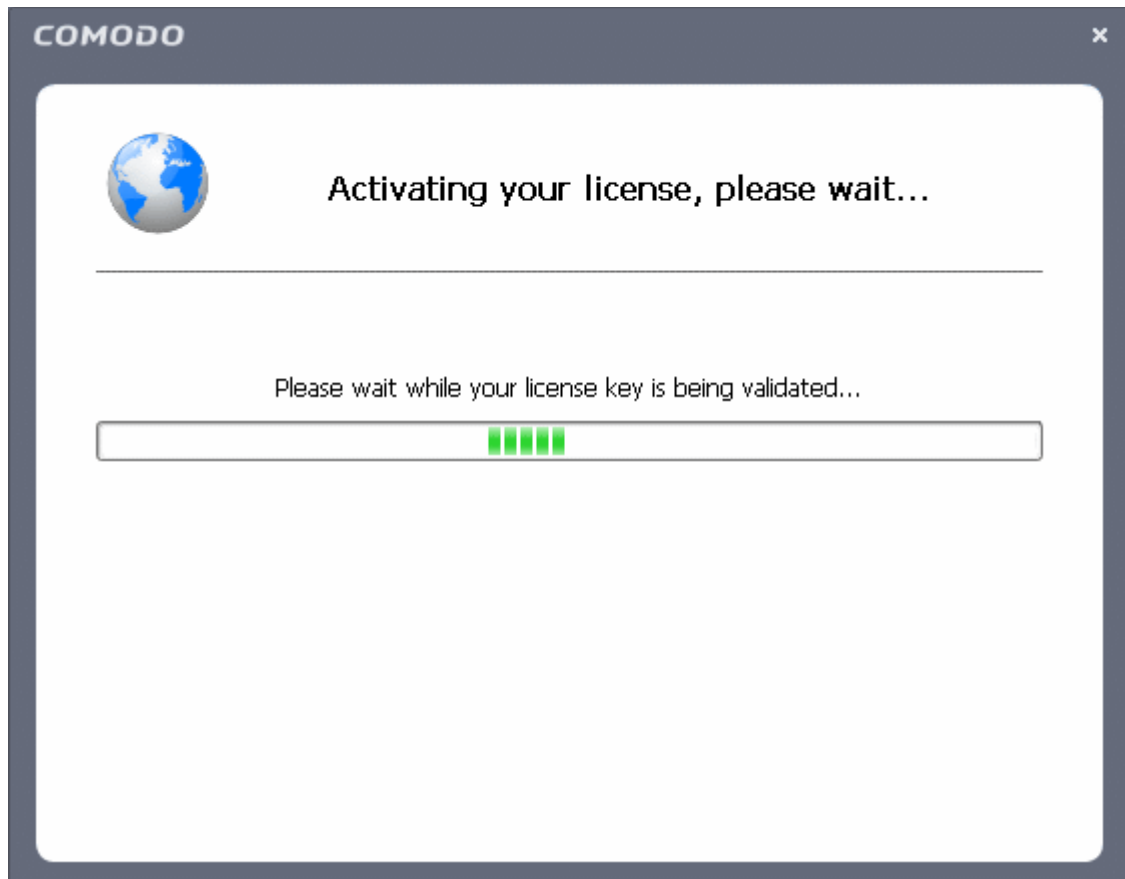 COMODO
Activating your license, please wait...
Please wait while your license key is being validated...